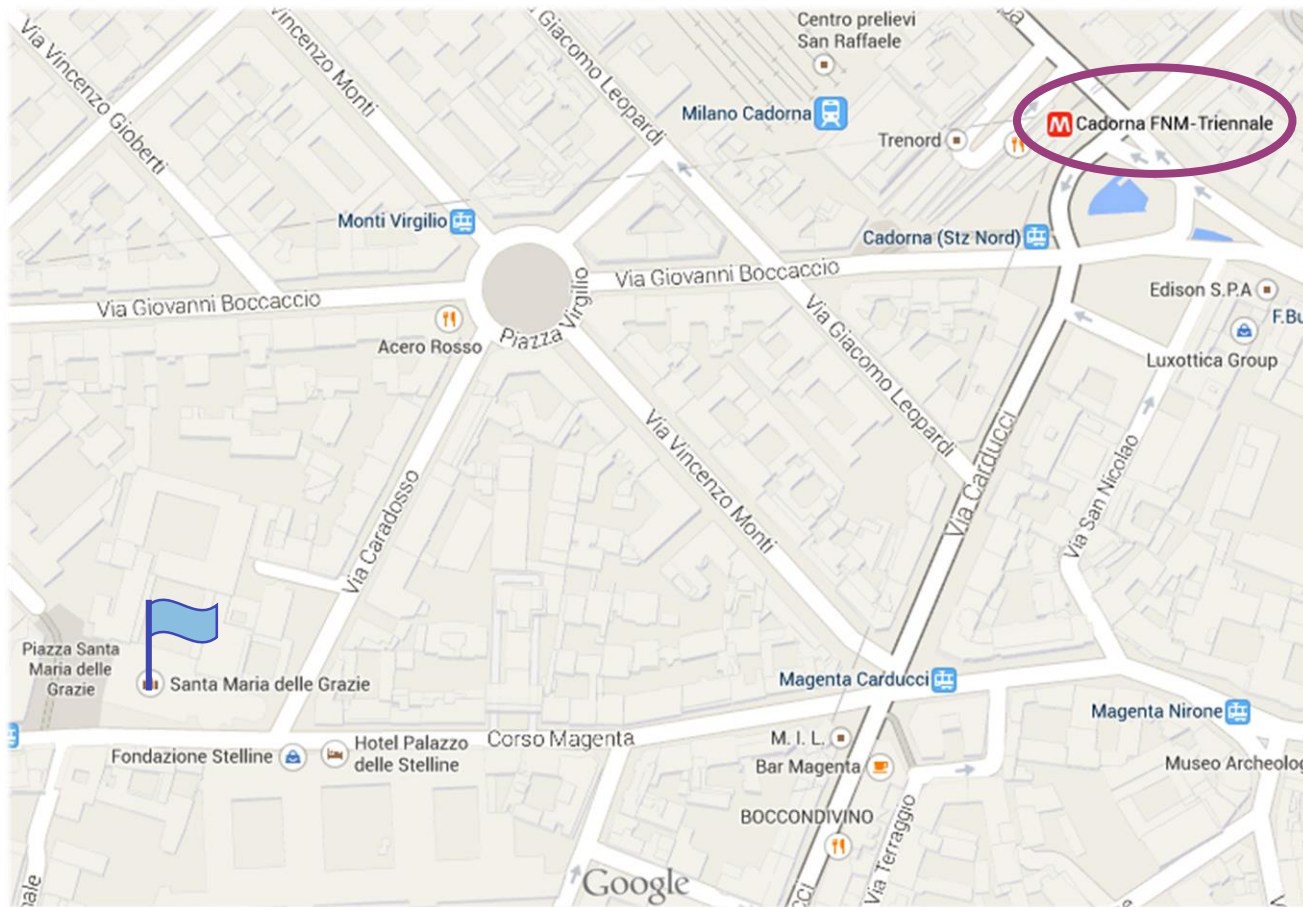 Via Vincenzo Gioberti
Vincenzo Monti
Giacomo Leopardi
Centro prelievi
San Raffaele
Milano Cadorna
Trenord
M Cadorna FNM-Triennale
Monti Virgilio
Cadorna (Stz Nord)
Via Giovanni Boccaccio
Via Giovanni Boccaccio
Piazza Virgilio
Acero Rosso
Edison S.P.A
F.Bu
Luxottica Group
Via Giacomo Leopardi
Via Vincenzo Monti
Via Carducci
Via San Nicolao
Via Caradosso
Piazza Santa
Maria delle
Grazie
Santa Maria delle Grazie
Magenta Carducci
Magenta Nirone
Corso Magenta
Fondazione Stelline
Hotel Palazzo
delle Stelline
M. I. L.
Bar Magenta
Museo Archeolog
BOCCONDIVINO
Via Terraggio
Google